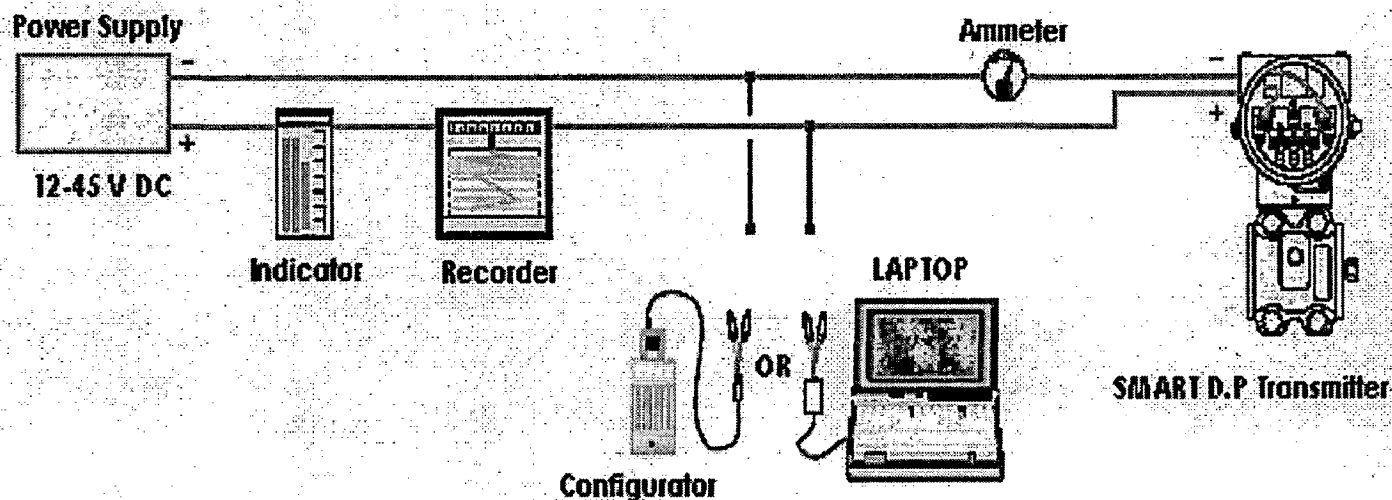 Power Supply
Ammeter
-
-
+
+
12-45 V DC
Indicator
Recorder
LAPTOP
OR
SMART D.P Transmitter
Configurator